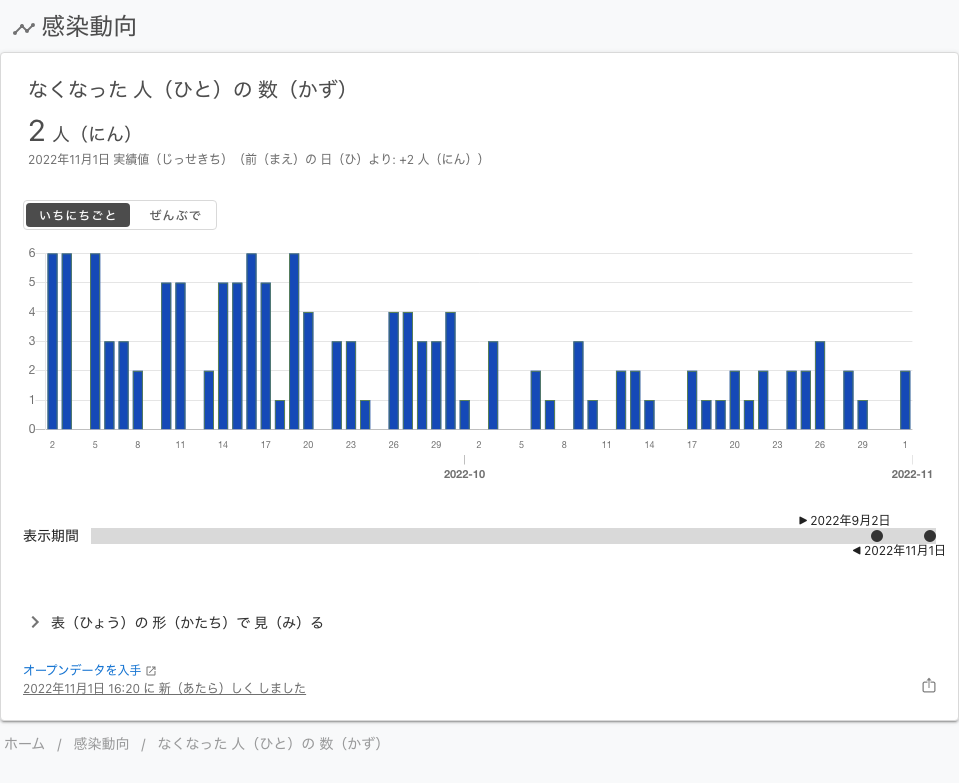 感染動向
なくなった 人（ひと）の 数（かず）
2 人（にん）
2022年11月1日 実績値（じっせきち）（前（まえ）の 日（ひ）より: +2 人（にん））
いちにちごと ぜんぶで
6
5
4
3
2
1
0
2 5 8 11 14 17 20 23 26 29 2 5 8 11 14 17 20 23 26 29 1
2022-10 2022-11
2022年9月2日
表示期間
2022年11月1日
表（ひょう）の 形（かたち）で 見（み）る
オープンデータを入手
2022年11月1日 16:20 に 新（あたら）しく しました
ホーム / 感染動向 / なくなった 人（ひと）の 数（かず）